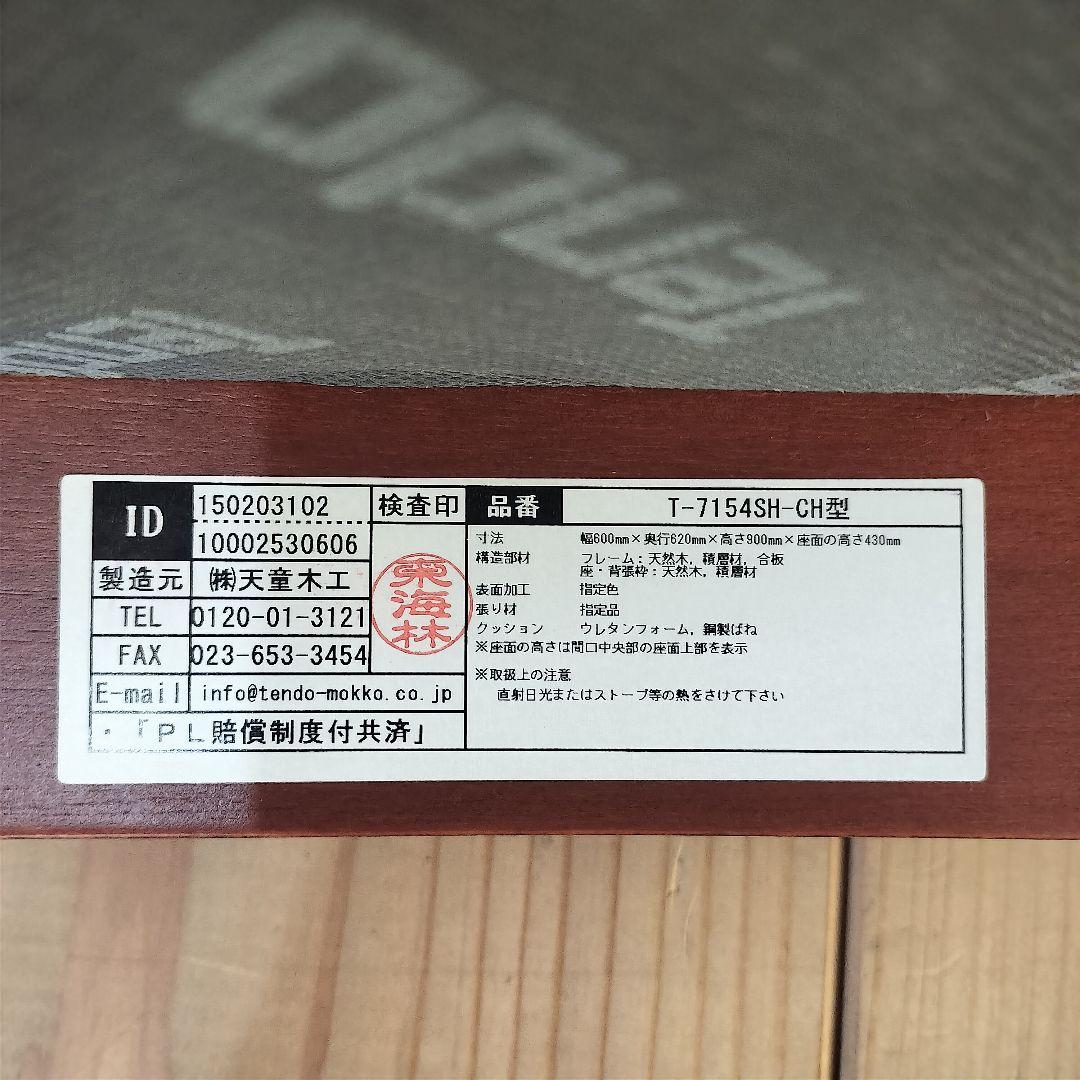 ID
150203102
10002530606
検査印
製造元
㈱天童木工
TEL
0120-01-3121
FAX
023-653-3454
東海林
E-mail
info@tendo-mokko.co.jp
・「ＰＬ賠償制度付共済」
品番
T-7154SH-CH型
寸法 幅600mm×奥行620mm×高さ900mm×座面の高さ430mm
構造部材 フレーム：天然木，積層材，合板
座・背張枠：天然木，積層材
表面加工 指定色
張り材 指定品
クッション ウレタンフォーム，鋼製ばね
※座面の高さは間口中央部の座面上部を表示
※取扱上の注意
直射日光またはストーブ等の熱をさけて下さい